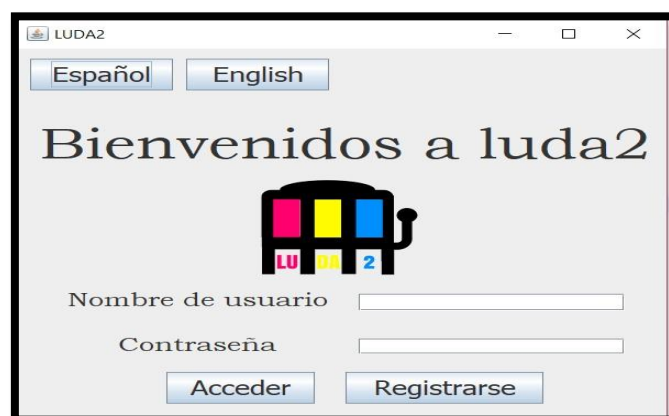 LUDA2
Español English
Bienvenidos a luda2
LU DA 2
Nombre de usuario
Contraseña
Acceder Registrarse